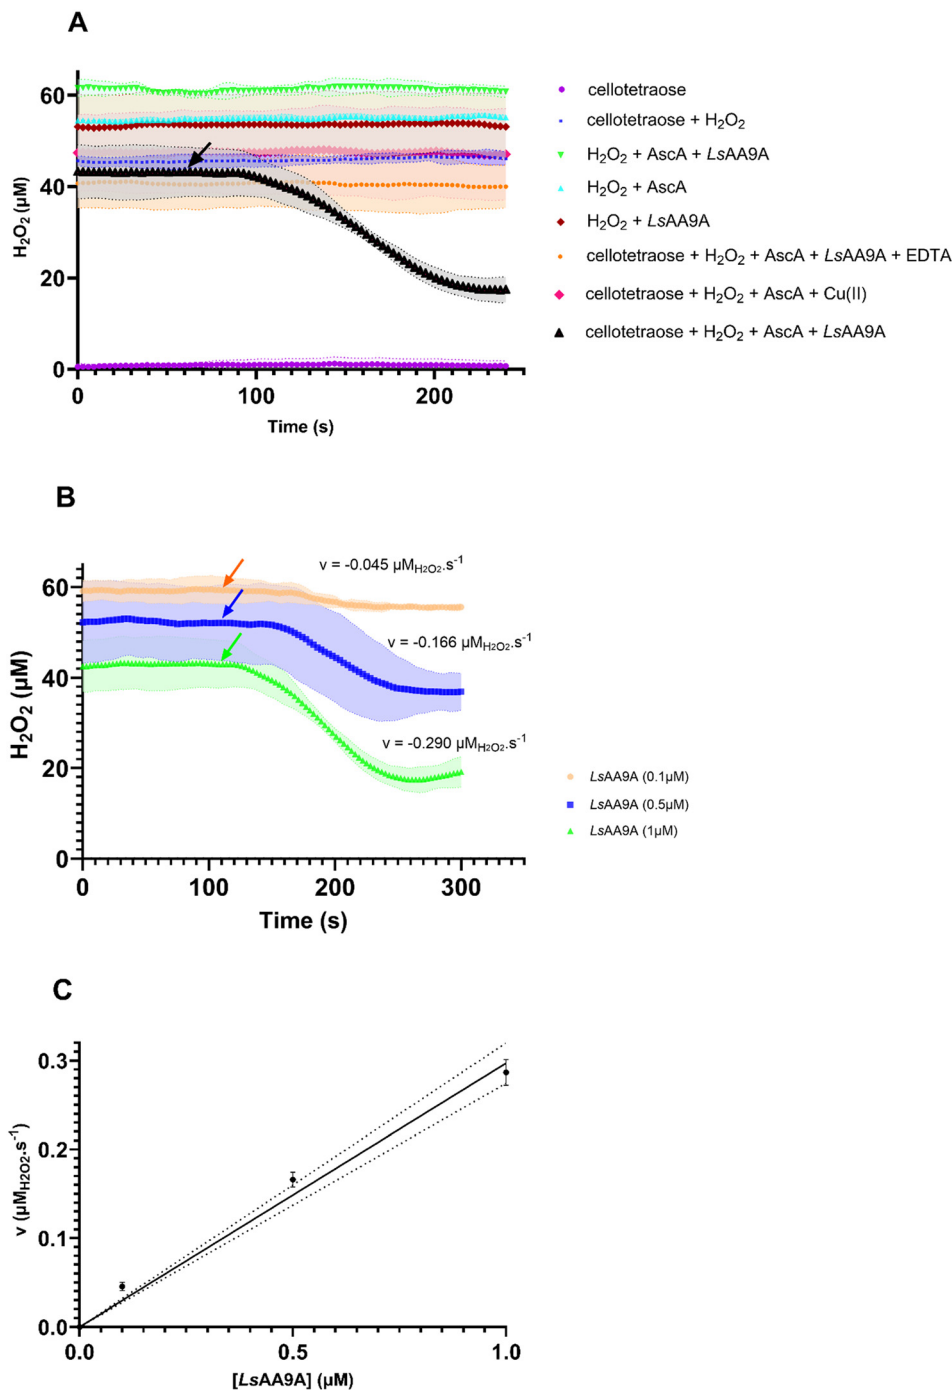 A
60
40
20
0
H₂O₂ (µM)
0 100 200
Time (s)
cellotetraose
cellotetraose + H₂O₂
H₂O₂ + AscA + LsAA9A
H₂O₂ + AscA
H₂O₂ + LsAA9A
cellotetraose + H₂O₂ + AscA + LsAA9A + EDTA
cellotetraose + H₂O₂ + AscA + Cu(II)
cellotetraose + H₂O₂ + AscA + LsAA9A
B
v = -0.045 µM_H₂O₂.s⁻¹
v = -0.166 µM_H₂O₂.s⁻¹
v = -0.290 µM_H₂O₂.s⁻¹
60
40
20
0
H₂O₂ (µM)
0 100 200 300
Time (s)
LsAA9A (0.1µM)
LsAA9A (0.5µM)
LsAA9A (1µM)
C
0.3
0.2
0.1
0.0
v (µM_H2O2.s⁻¹)
0.0 0.5 1.0
[LsAA9A] (µM)